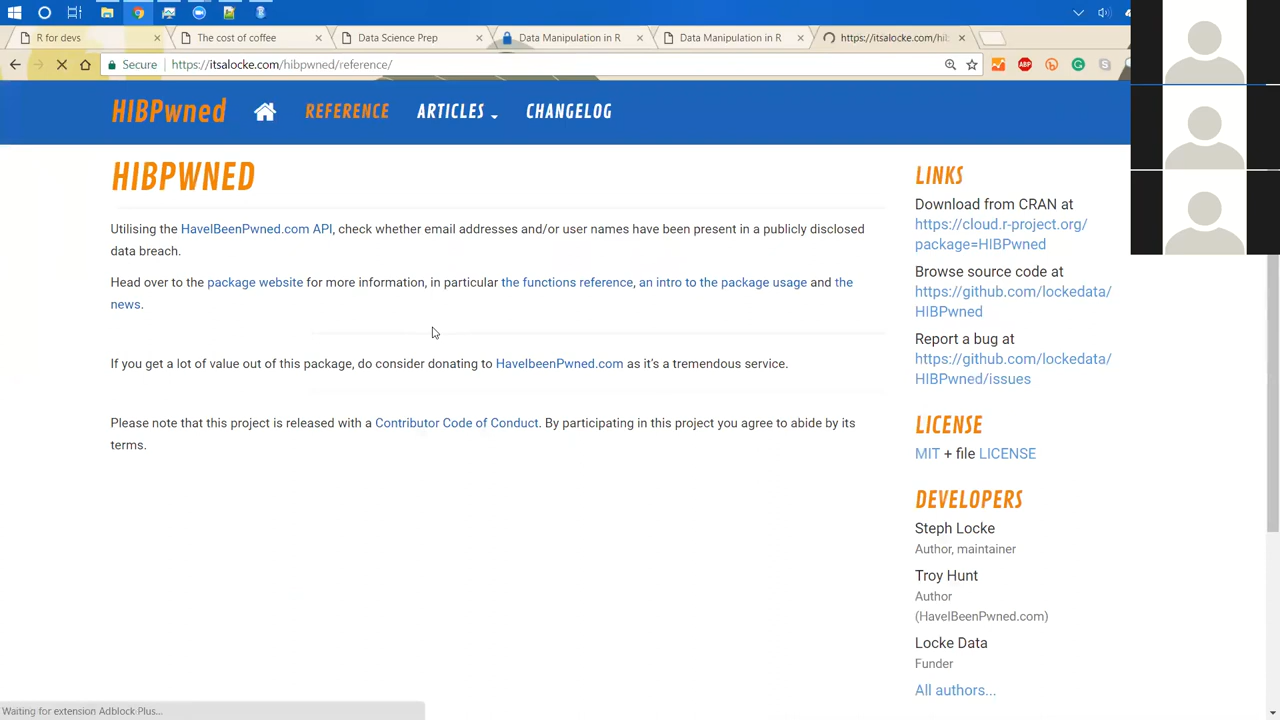 R for devs
The cost of coffee
Data Science Prep
Data Manipulation in R
Data Manipulation in R
https://itsalocke.com/hib
Secure
https://itsalocke.com/hibpwned/reference/
ABP
HIBPwned
REFERENCE
ARTICLES
CHANGELOG
HIBPWNED
Utilising the HaveIBeenPwned.com API, check whether email addresses and/or user names have been present in a publicly disclosed
data breach.
Head over to the package website for more information, in particular the functions reference, an intro to the package usage and the
news.
If you get a lot of value out of this package, do consider donating to HaveIbeenPwned.com as it's a tremendous service.
Please note that this project is released with a Contributor Code of Conduct. By participating in this project you agree to abide by its
terms.
LINKS
Download from CRAN at
https://cloud.r-project.org/
package=HIBPwned
Browse source code at
https://github.com/lockedata/
HIBPwned
Report a bug at
https://github.com/lockedata/
HIBPwned/issues
LICENSE
MIT + file LICENSE
DEVELOPERS
Steph Locke
Author, maintainer
Troy Hunt
Author
(HaveIBeenPwned.com)
Locke Data
Funder
All authors...
Waiting for extension Adblock Plus...